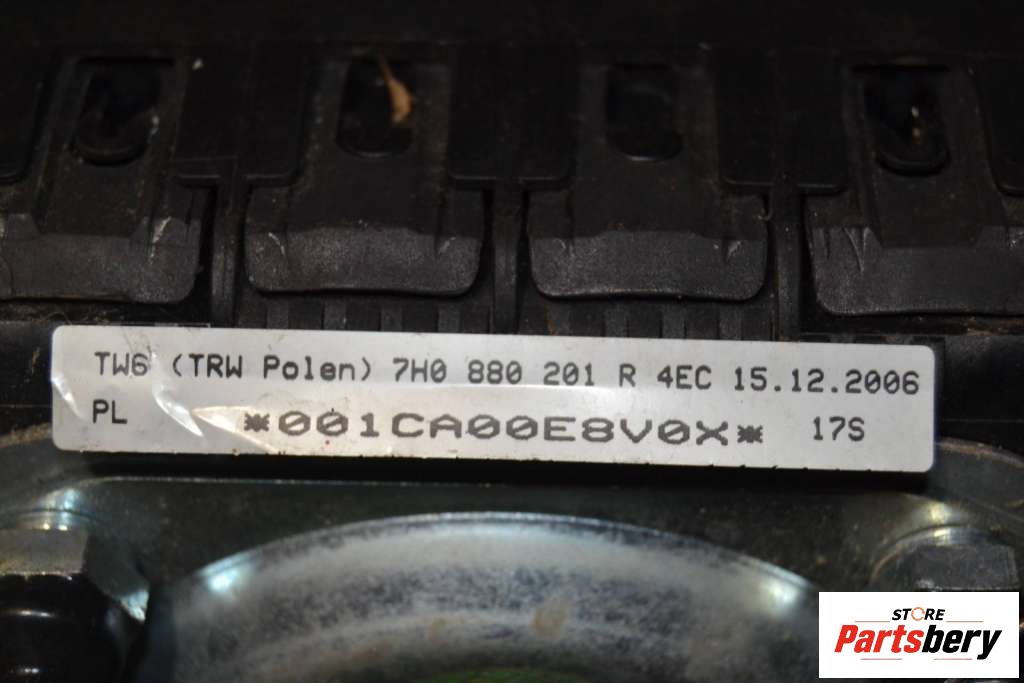 TW6 (TRW Polen) 7H0 880 201 R 4EC 15.12.2006
PL *001CA00E8V0X* 17S
STORE
Partsbery